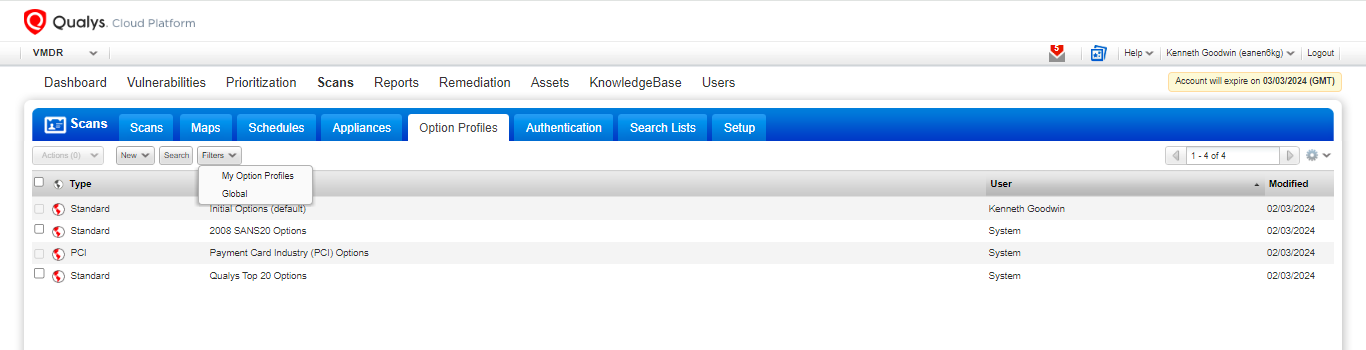 Qualys. Cloud Platform
VMDR
5
Help
Kenneth Goodwin (eanen6kg)
Logout
Dashboard Vulnerabilities Prioritization Scans Reports Remediation Assets KnowledgeBase Users
Account will expire on 03/03/2024 (GMT)
Scans Scans Maps Schedules Appliances Option Profiles Authentication Search Lists Setup
Actions (0) New Search Filters 1 - 4 of 4
My Option Profiles
Global
Type User Modified
Standard Initial Options (default) Kenneth Goodwin 02/03/2024
Standard 2008 SANS20 Options System 02/03/2024
PCI Payment Card Industry (PCI) Options System 02/03/2024
Standard Qualys Top 20 Options System 02/03/2024